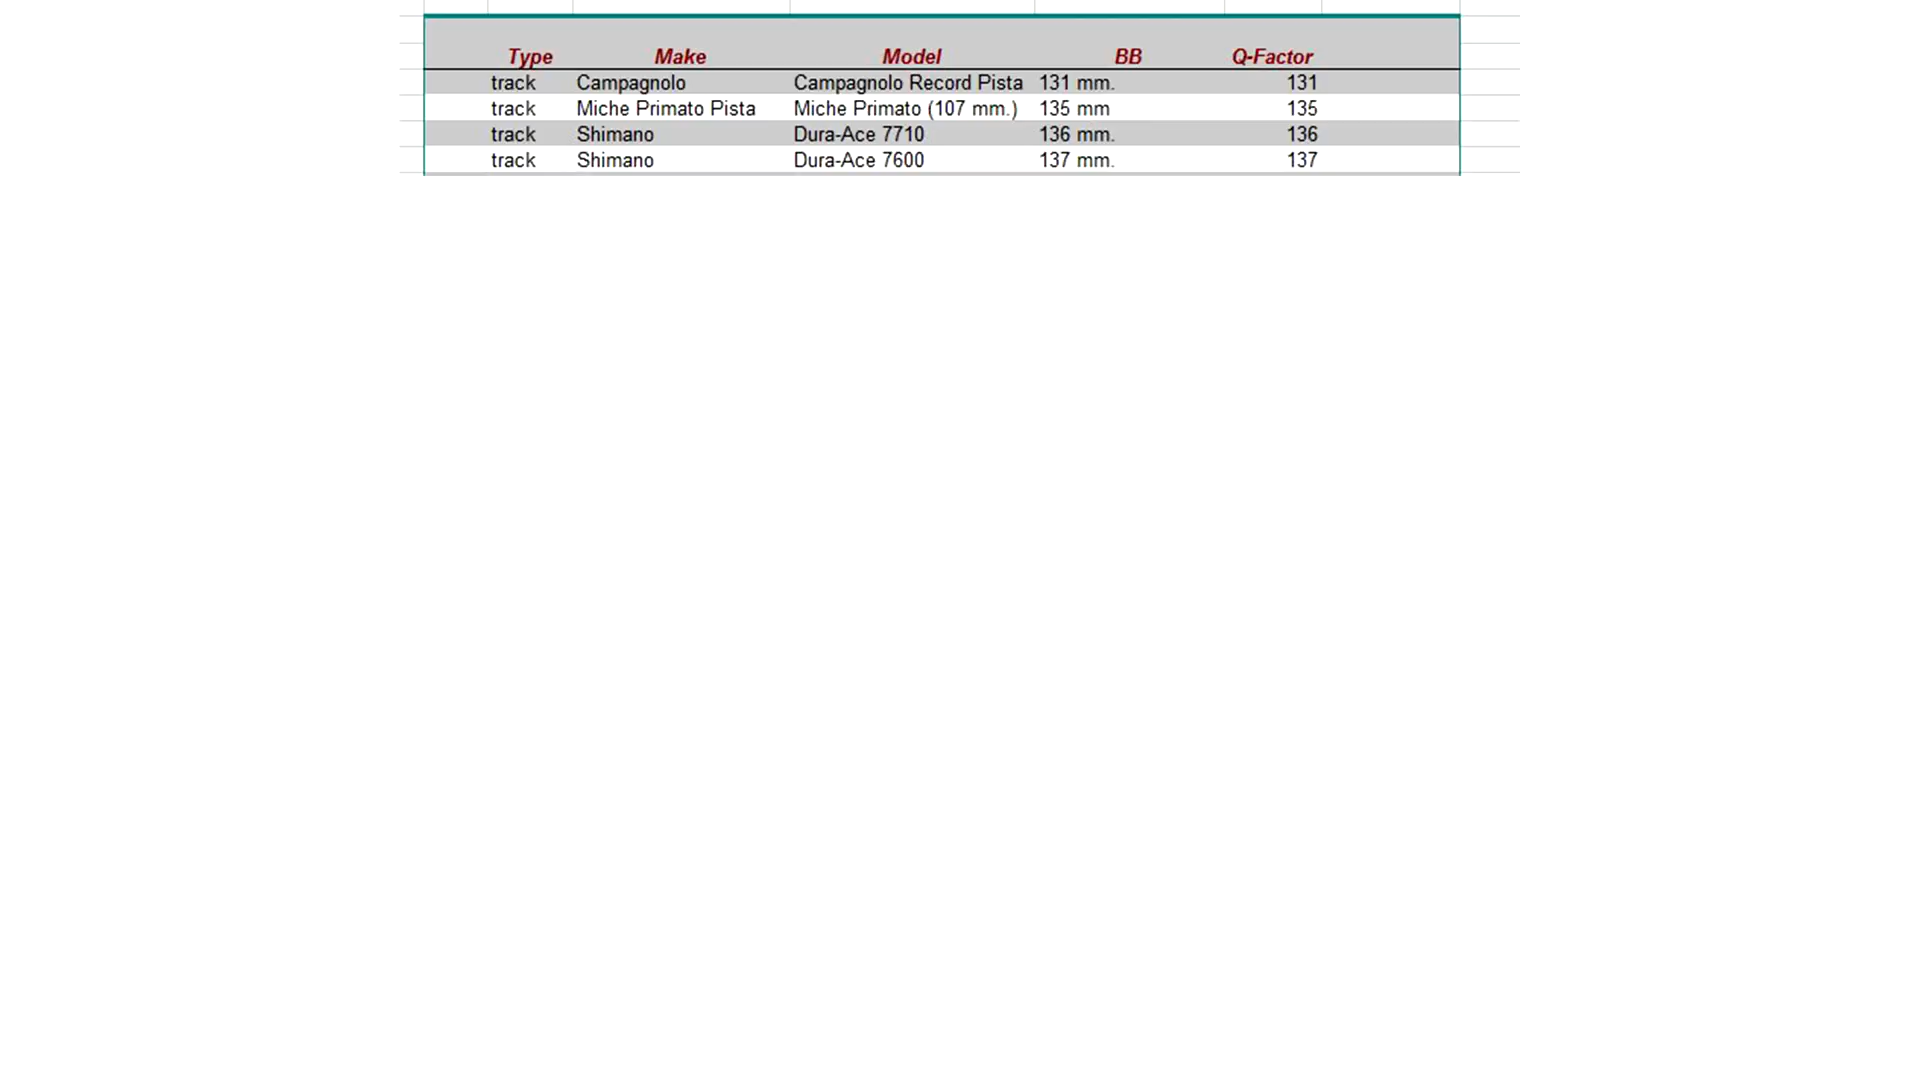 Type Make Model BB Q-Factor
track Campagnolo Campagnolo Record Pista 131 mm. 131
track Miche Primato Pista Miche Primato (107 mm.) 135 mm 135
track Shimano Dura-Ace 7710 136 mm. 136
track Shimano Dura-Ace 7600 137 mm. 137